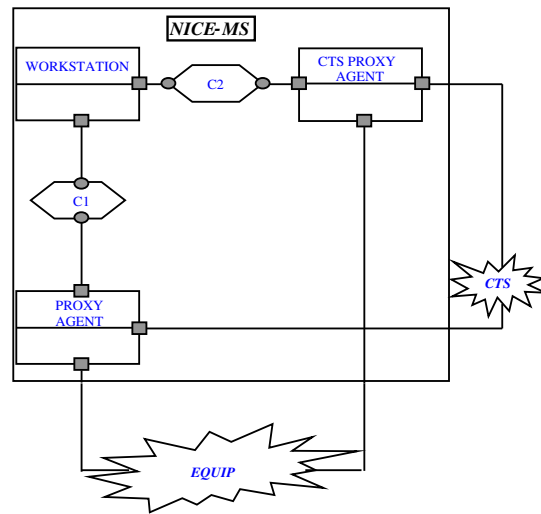 NICE-MS
WORKSTATION
C2
CTS PROXY
AGENT
C1
CTS
PROXY
AGENT
EQUIP